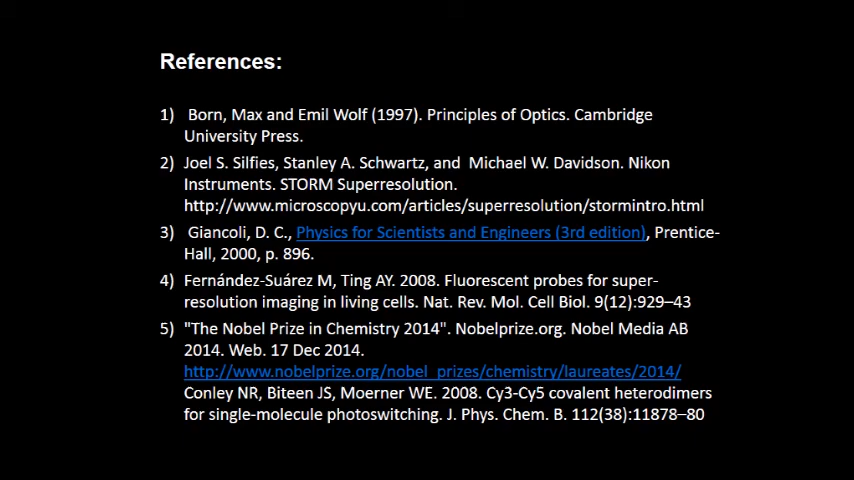 References:
1) Born, Max and Emil Wolf (1997). Principles of Optics. Cambridge
University Press.
2) Joel S. Silfies, Stanley A. Schwartz, and Michael W. Davidson. Nikon
Instruments. STORM Superresolution.
http://www.microscopyu.com/articles/superresolution/stormintro.html
3) Giancoli, D. C., Physics for Scientists and Engineers (3rd edition), Prentice-
Hall, 2000, p. 896.
4) Fernández-Suárez M, Ting AY. 2008. Fluorescent probes for super-
resolution imaging in living cells. Nat. Rev. Mol. Cell Biol. 9(12):929–43
5) "The Nobel Prize in Chemistry 2014". Nobelprize.org. Nobel Media AB
2014. Web. 17 Dec 2014.
http://www.nobelprize.org/nobel_prizes/chemistry/laureates/2014/
Conley NR, Biteen JS, Moerner WE. 2008. Cy3-Cy5 covalent heterodimers
for single-molecule photoswitching. J. Phys. Chem. B. 112(38):11878–80